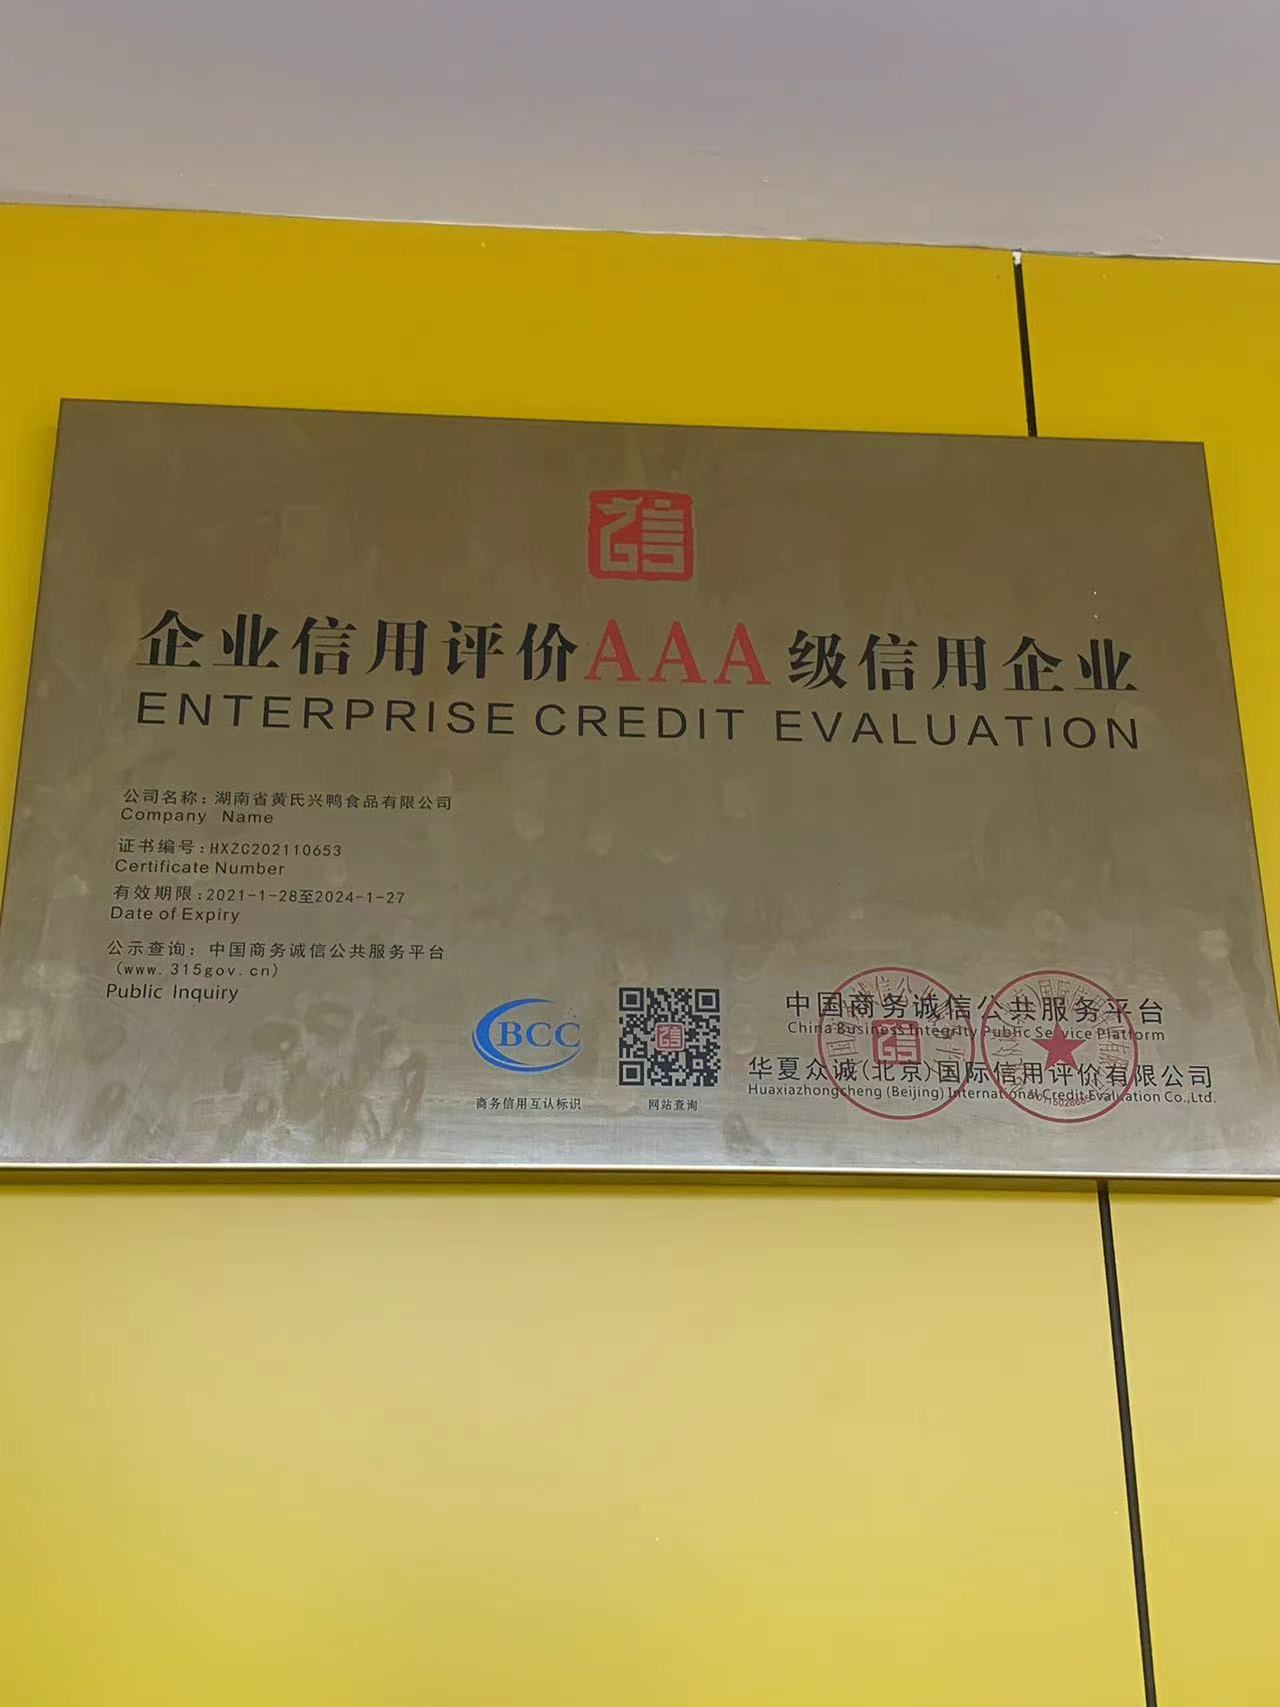 企业信用评价AAA级信用企业
ENTERPRISE CREDIT EVALUATION
公司名称：湖南省黄氏兴鸭食品有限公司
Company Name
证书编号：HXZC202110653
Certificate Number
有效期限：2021-1-28至2024-1-27
Date of Expiry
公示查询：中国商务诚信公共服务平台
（www.315gov.cn）
Public Inquiry
BCC
商务信用互认标识
信
网站查询
中国商务诚信公共服务平台
China Business Integrity Public Service Platform
华夏众诚(北京)国际信用评价有限公司
Huaxiazhongcheng (Beijing) International Credit Evaluation Co.,Ltd.